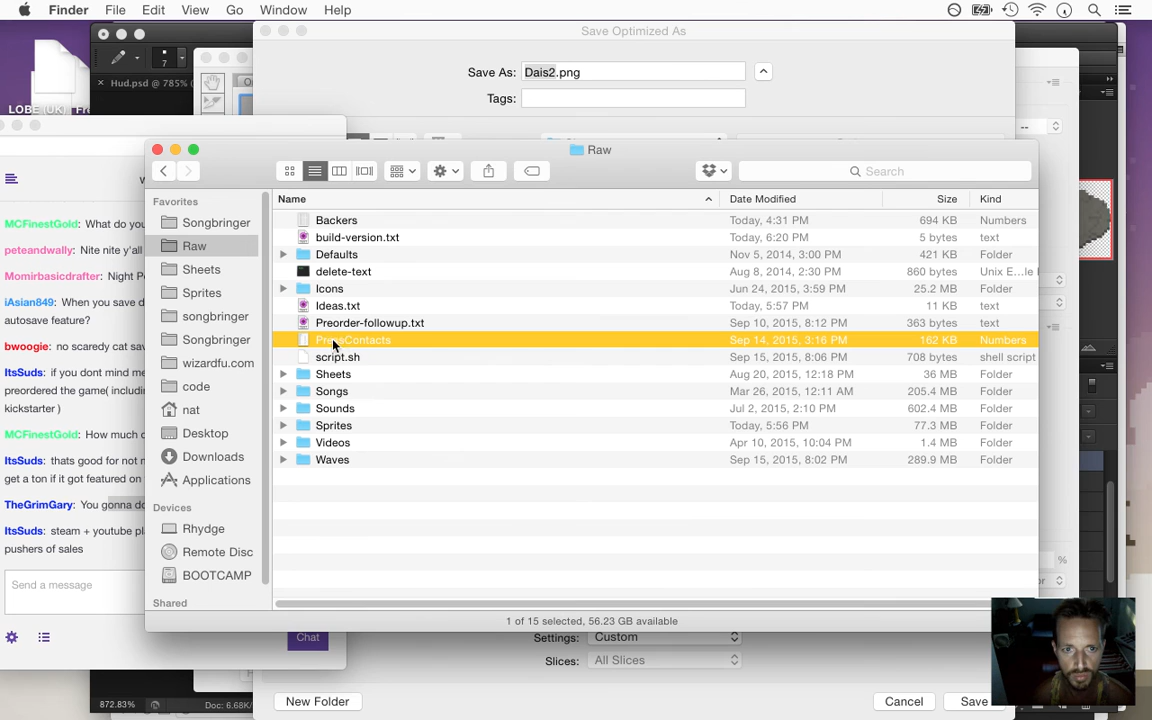 Finder File Edit View Go Window Help
7
Save Optimized As
× Hud.psd @ 785%
LOBE (UK)
Save As: Dais2.png
Tags:
Raw
Search
MCFinestGold: What do you
peteandwally: Nite nite y'all
Momirbasicdrafter: Night
iAsian849: When you save
autosave feature?
bwoogie: no scaredy cat
ItsSuds: if you dont mind me
preordered the game( including
kickstarter )
MCFinestGold: How much
ItsSuds: thats good for not
get a ton if it got featured on
TheGrimGary: You gonna do
ItsSuds: steam + youtube
pushers of sales
Send a message
Chat
Favorites
Songbringer
Raw
Sheets
Sprites
songbringer
Songbringer
wizardfu.com
code
nat
Desktop
Downloads
Applications
Devices
Rhydge
Remote Disc
BOOTCAMP
Shared
Name Date Modified Size Kind
Backers Today, 4:31 PM 694 KB Numbers
build-version.txt Today, 6:20 PM 5 bytes text
Defaults Nov 5, 2014, 3:00 PM 421 KB Folder
delete-text Aug 8, 2014, 2:30 PM 860 bytes Unix E...le
Icons Jun 24, 2015, 3:59 PM 25.2 MB Folder
Ideas.txt Today, 5:57 PM 11 KB text
Preorder-followup.txt Sep 10, 2015, 8:12 PM 363 bytes text
PressContacts Sep 14, 2015, 3:16 PM 162 KB Numbers
script.sh Sep 15, 2015, 8:06 PM 708 bytes shell script
Sheets Aug 20, 2015, 12:18 PM 36 MB Folder
Songs Mar 26, 2015, 12:11 AM 205.4 MB Folder
Sounds Jul 2, 2015, 2:10 PM 602.4 MB Folder
Sprites Today, 5:56 PM 77.3 MB Folder
Videos Apr 10, 2015, 10:04 PM 1.4 MB Folder
Waves Sep 15, 2015, 8:02 PM 289.9 MB Folder
1 of 15 selected, 56.23 GB available
Settings: Custom
Slices: All Slices
New Folder Cancel Save
872.83% Doc: 6.68K/
--
%